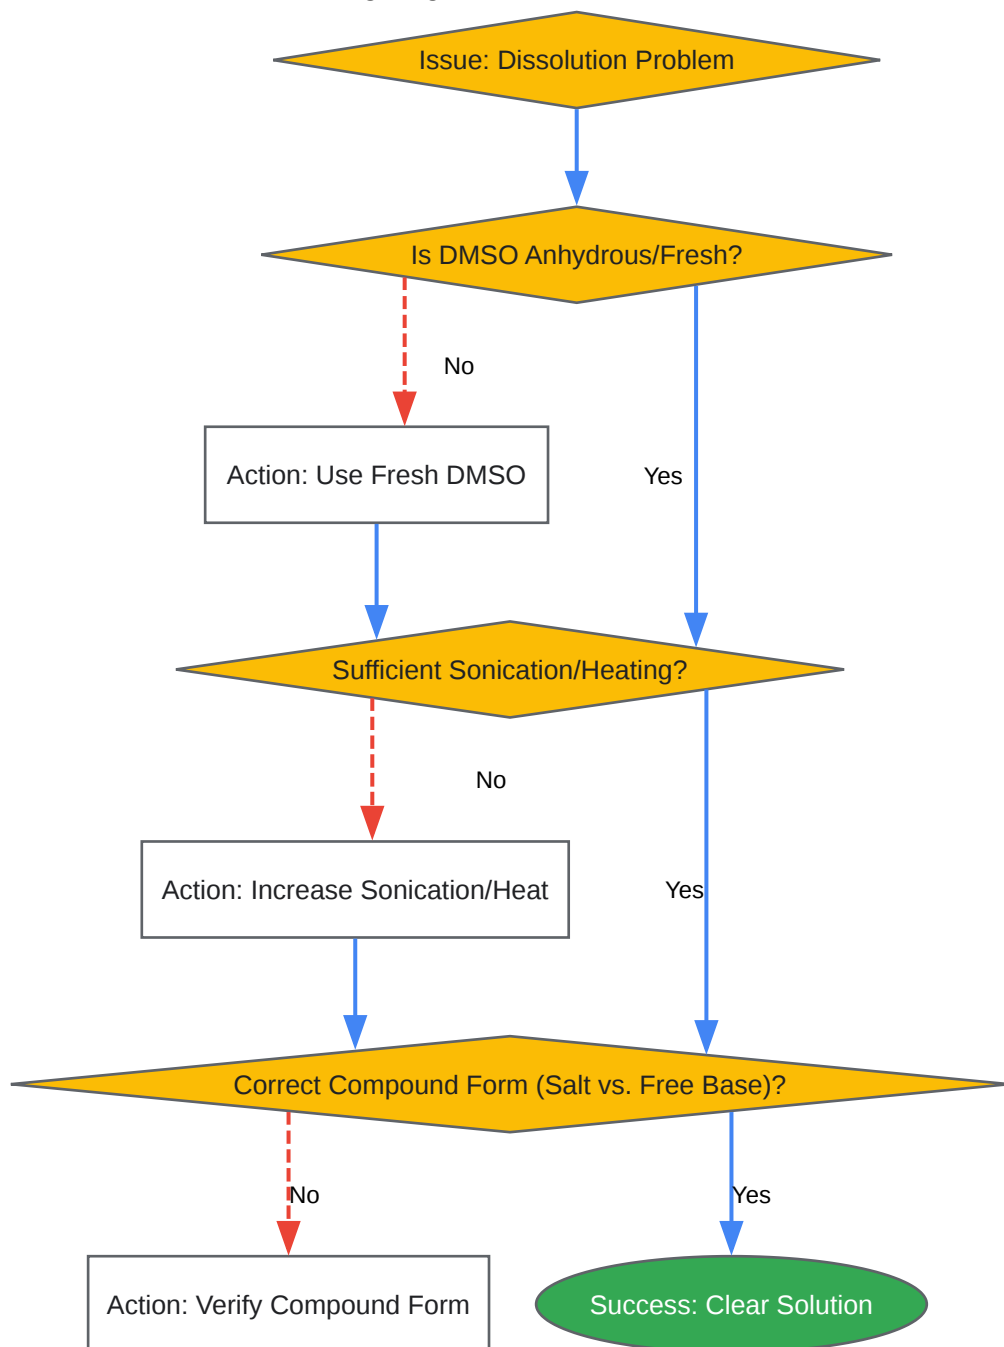 Issue: Dissolution Problem
Is DMSO Anhydrous/Fresh?
No
Action: Use Fresh DMSO
Yes
Sufficient Sonication/Heating?
No
Action: Increase Sonication/Heat
Yes
Correct Compound Form (Salt vs. Free Base)?
No
Yes
Action: Verify Compound Form
Success: Clear Solution